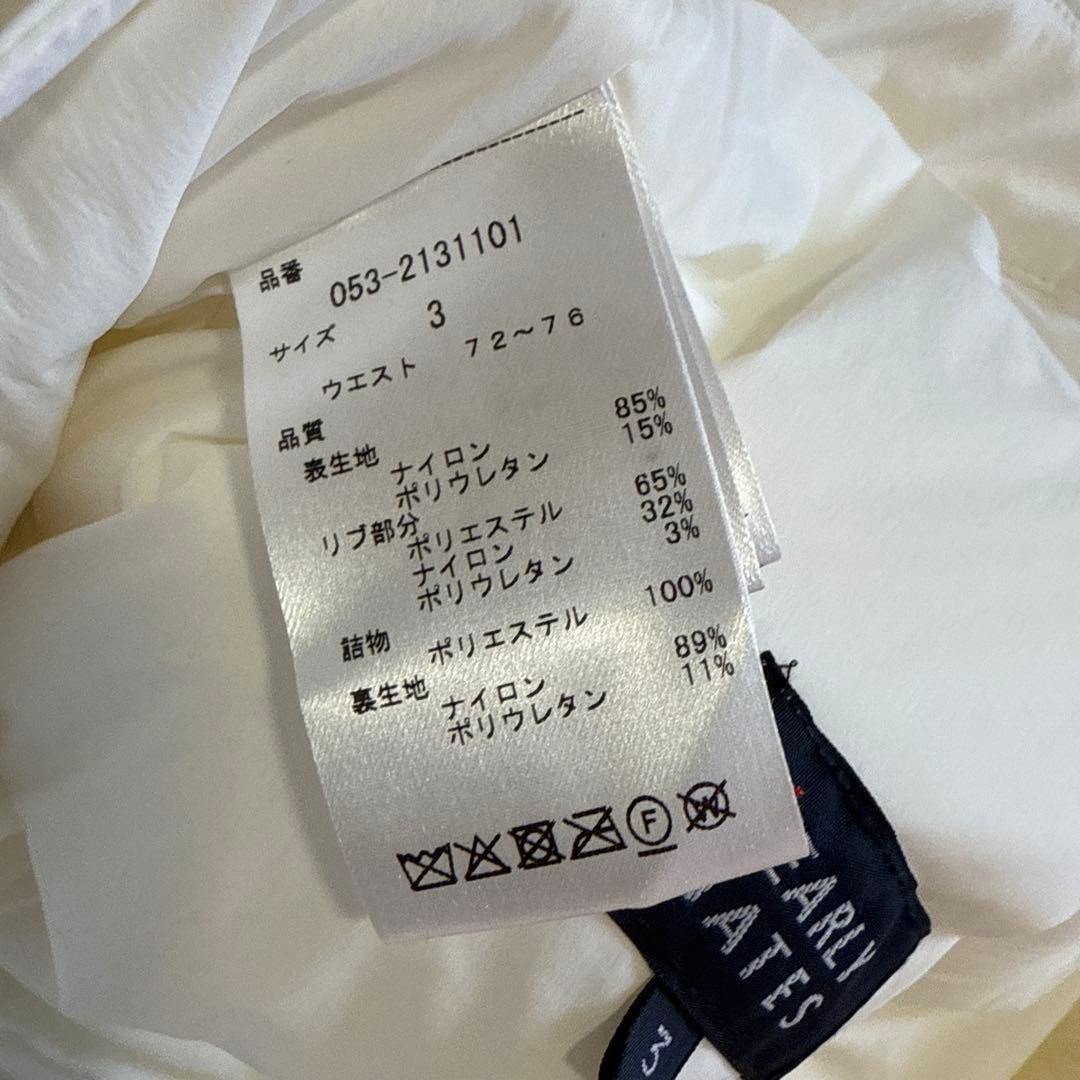 品番 053-2131101
サイズ 3
ウエスト 72~76
品質
表生地 ナイロン 85%
ポリウレタン 15%
リブ部分 ポリエステル 65%
ナイロン 32%
ポリウレタン 3%
詰物 ポリエステル 100%
裏生地 ナイロン 89%
ポリウレタン 11%
F
W
EARLY
GATES
3